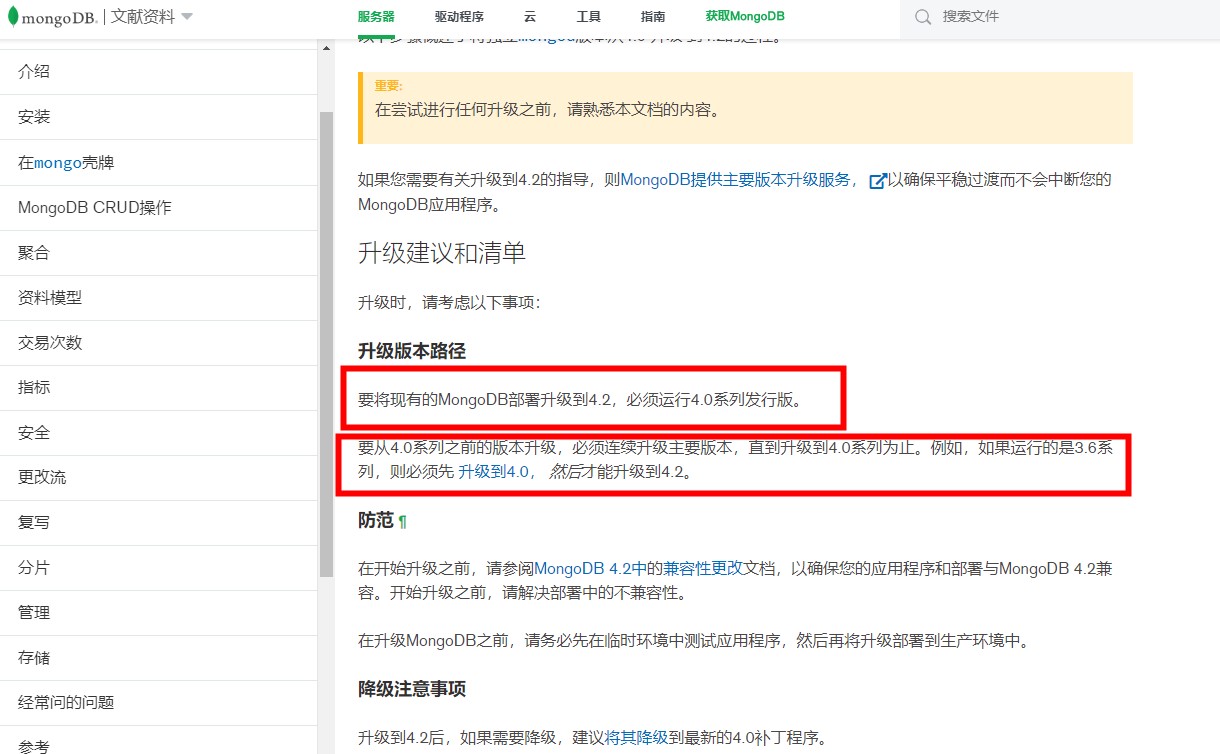 mongoDB. | 文献资料
服务器 驱动程序 云 工具 指南 获取MongoDB
搜索文件
介绍
安装
在mongo壳牌
MongoDB CRUD操作
聚合
资料模型
交易次数
指标
安全
更改流
复写
分片
管理
存储
经常问的问题
参考
重要:
在尝试进行任何升级之前，请熟悉本文档的内容。
如果您需要有关升级到4.2的指导，则MongoDB提供主要版本升级服务，以确保平稳过渡而不会中断您的
MongoDB应用程序。
升级建议和清单
升级时，请考虑以下事项：
升级版本路径
要将现有的MongoDB部署升级到4.2，必须运行4.0系列发行版。
要从4.0系列之前的版本升级，必须连续升级主要版本，直到升级到4.0系列为止。例如，如果运行的是3.6系
列，则必须先 升级到4.0， 然后才能升级到4.2。
防范 ¶
在开始升级之前，请参阅MongoDB 4.2中的兼容性更改文档，以确保您的应用程序和部署与MongoDB 4.2兼
容。开始升级之前，请解决部署中的不兼容性。
在升级MongoDB之前，请务必先在临时环境中测试应用程序，然后再将升级部署到生产环境中。
降级注意事项
升级到4.2后，如果需要降级，建议将其降级到最新的4.0补丁程序。